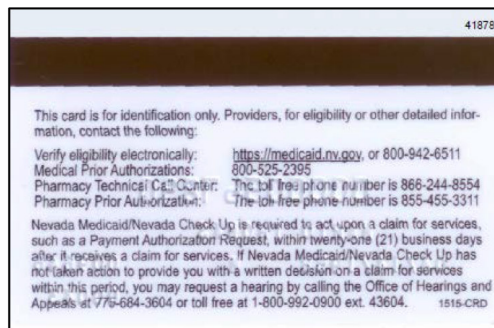 41878
This card is for identification only. Providers, for eligibility or other detailed infor-
mation, contact the following:
Verify eligibility electronically: https://medicaid.nv.gov, or 800-942-6511
Medical Prior Authorizations: 800-525-2395
Pharmacy Technical Call Center: The toll free phone number is 866-244-8554
Pharmacy Prior Authorization: The toll free phone number is 855-455-3311
Nevada Medicaid/Nevada Check Up is required to act upon a claim for services,
such as a Payment Authorization Request, within twenty-one (21) business days
after it receives a claim for services. If Nevada Medicaid/Nevada Check Up has
not taken action to provide you with a written decision on a claim for services
within this period, you may request a hearing by calling the Office of Hearings and
Appeals at 775-684-3604 or toll free at 1-800-992-0900 ext. 43604. 1515-CRD